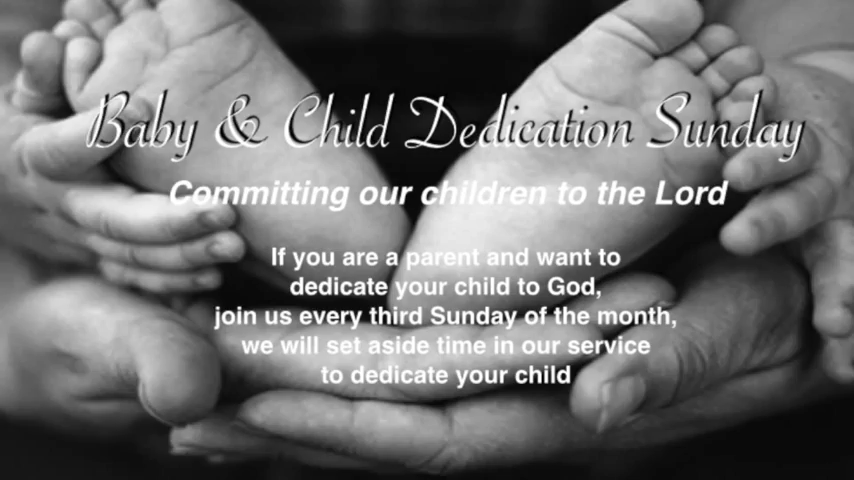 Baby & Child Dedication Sunday
Committing our children to the Lord
If you are a parent and want to
dedicate your child to God,
join us every third Sunday of the month,
we will set aside time in our service
to dedicate your child